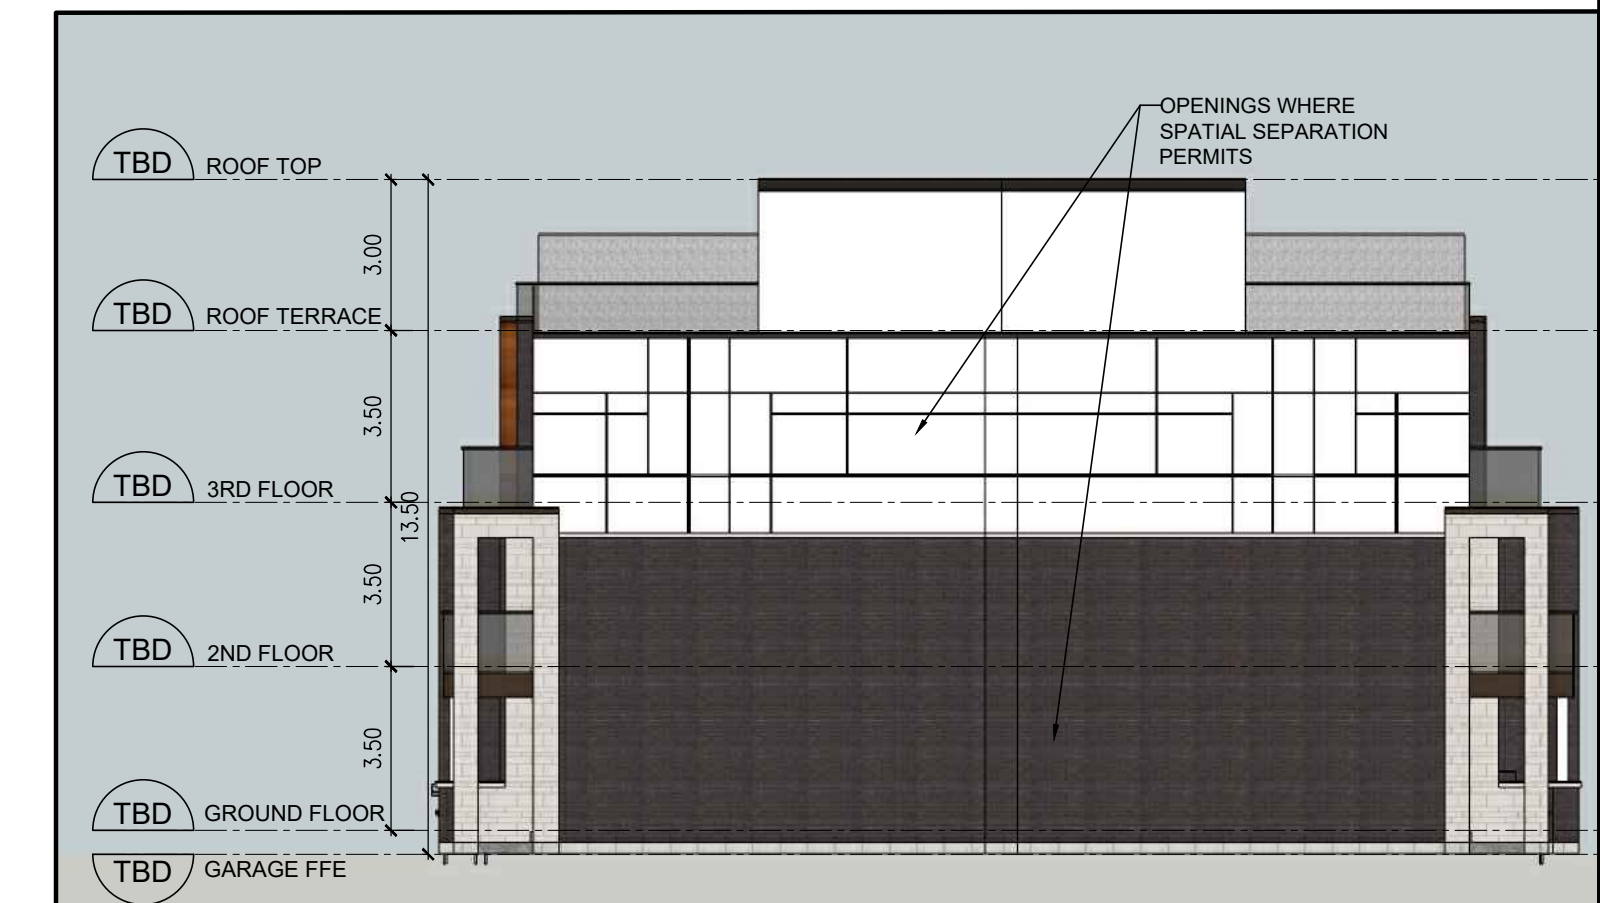 OPENINGS WHERE
SPATIAL SEPARATION
PERMITS
TBD ROOF TOP
3.00
TBD ROOF TERRACE
3.50
TBD 3RD FLOOR
13.50
3.50
TBD 2ND FLOOR
3.50
TBD GROUND FLOOR
TBD GARAGE FFE